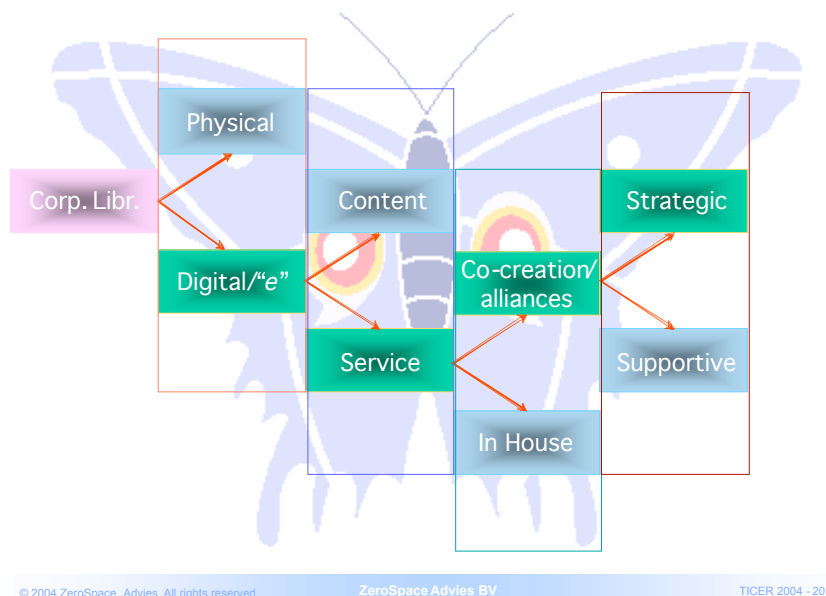 Physical
Corp. Libr.
Content
Strategic
Digital/“e”
Co-creation/
alliances
Service
Supportive
In House
© 2004 ZeroSpace Advies. All rights reserved
ZeroSpace Advies BV
TICER 2004 - 20